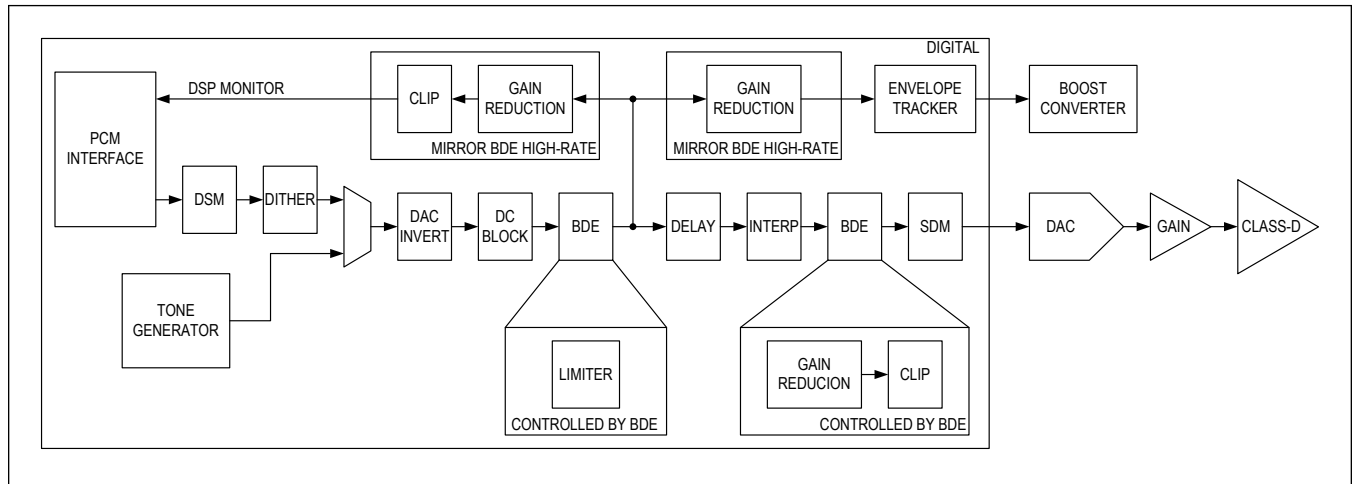 DIGITAL
DSP MONITOR
CLIP
GAIN
REDUCTION
MIRROR BDE HIGH-RATE
GAIN
REDUCTION
MIRROR BDE HIGH-RATE
ENVELOPE
TRACKER
BOOST
CONVERTER
PCM
INTERFACE
DSM
DITHER
DAC
INVERT
DC
BLOCK
BDE
DELAY
INTERP
BDE
SDM
DAC
GAIN
CLASS-D
TONE
GENERATOR
LIMITER
CONTROLLED BY BDE
GAIN
REDUCION
CLIP
CONTROLLED BY BDE